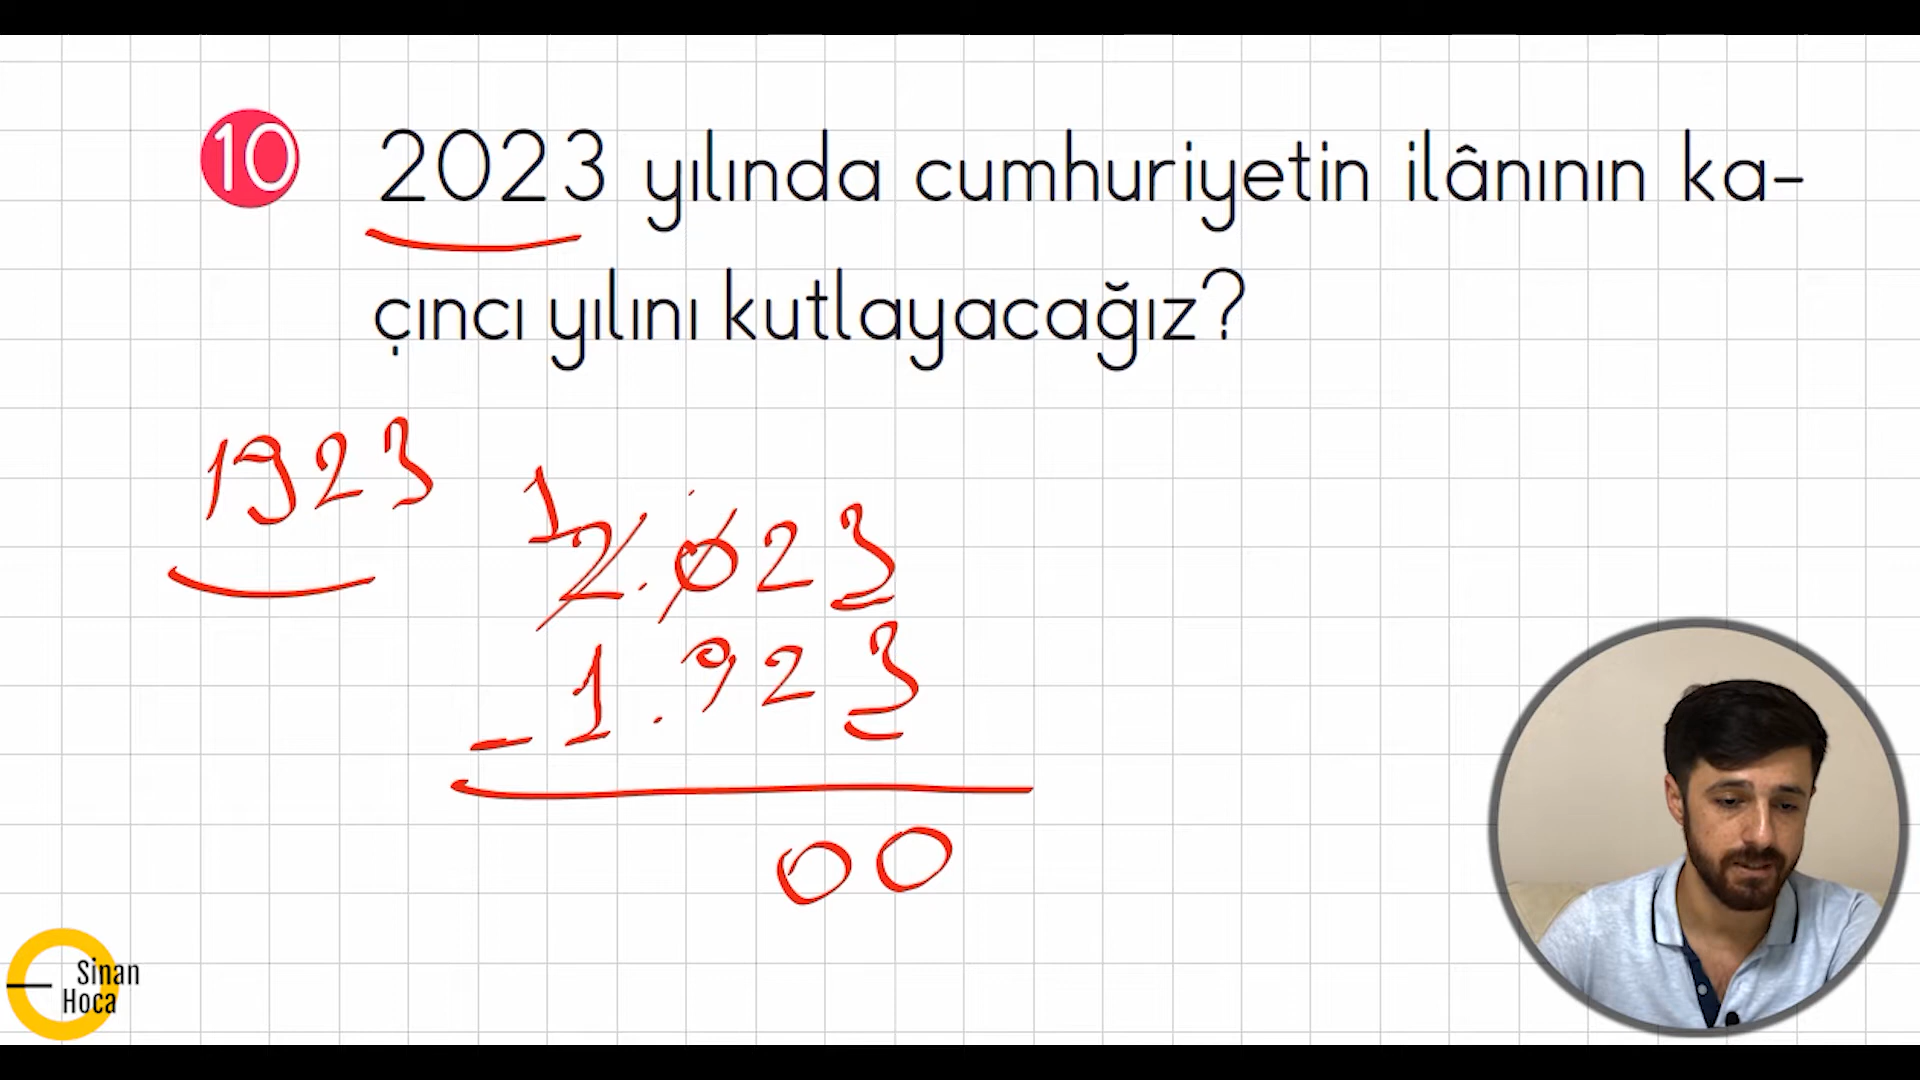 10 2023 yılında cumhuriyetin ilânının ka-
çıncı yılını kutlayacağız?
1923
1
2.023
- 1.923
00
Sinan
Hoca